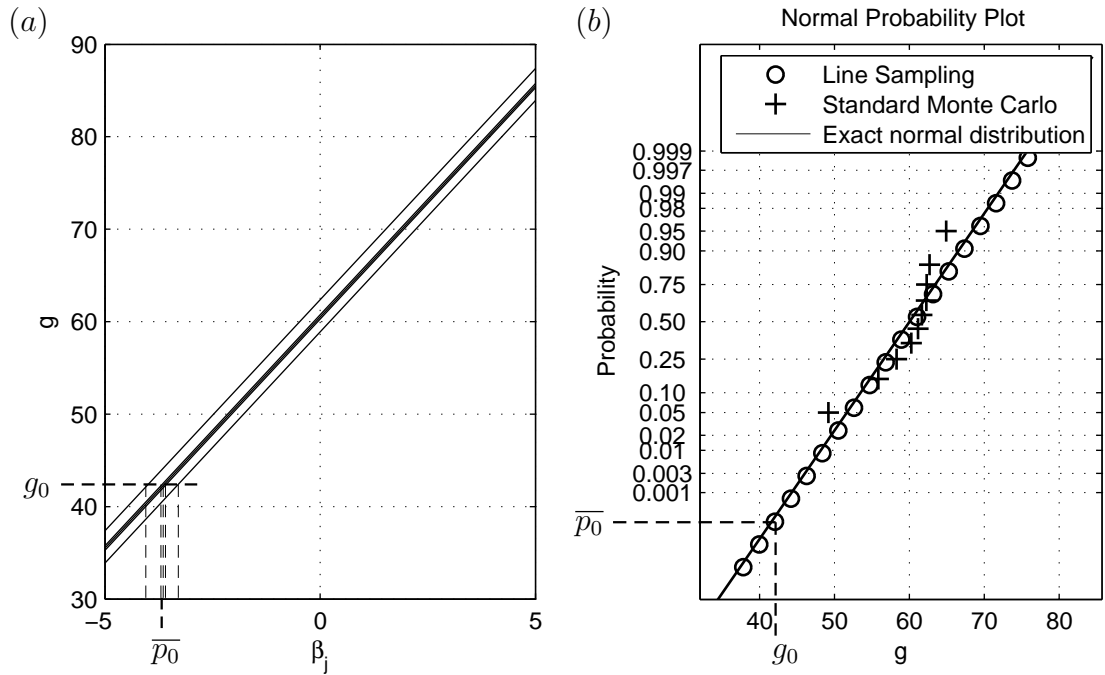 (a)
90
80
70
60
50
40
30
g
g₀
−5
0
5
p̅₀
β_j
(b)
Normal Probability Plot
Line Sampling
Standard Monte Carlo
Exact normal distribution
0.999
0.997
0.99
0.98
0.95
0.90
0.75
0.50
0.25
0.10
0.05
0.02
0.01
0.003
0.001
Probability
p̅₀
40
50
60
70
80
g₀
g